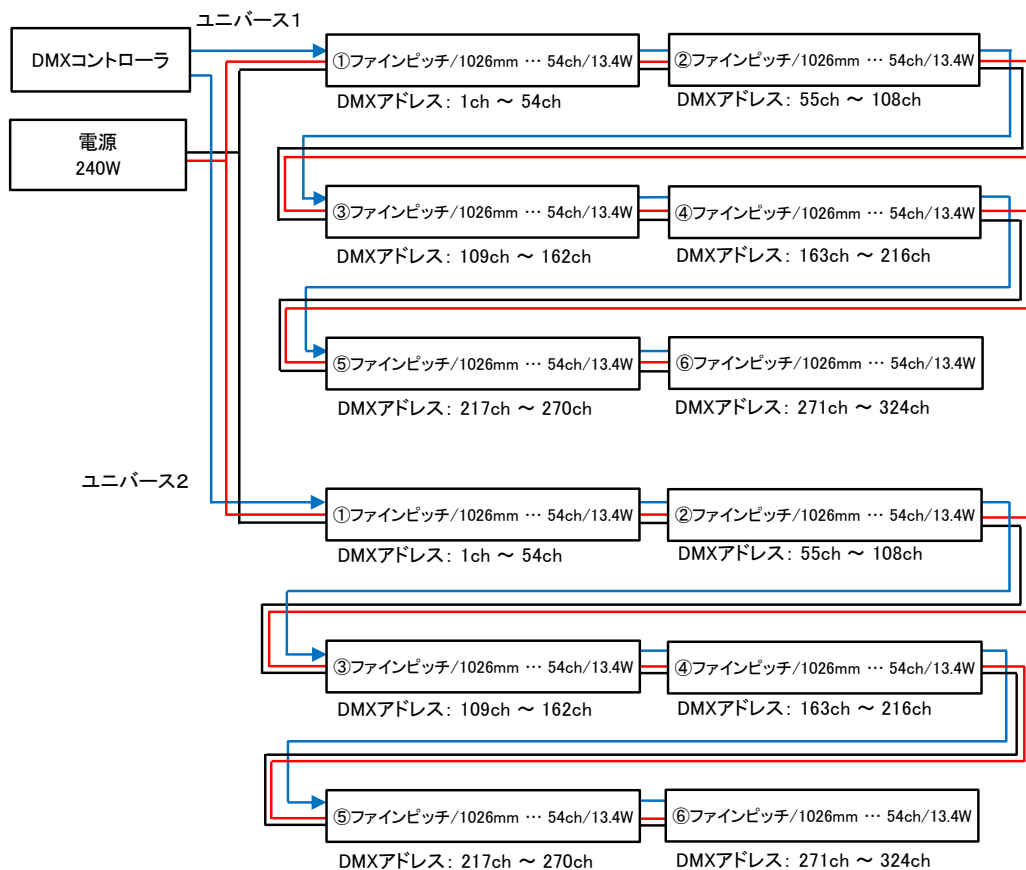 ユニバース1
DMXコントローラ
電源
240W
①ファインピッチ/1026mm … 54ch/13.4W
DMXアドレス: 1ch ～ 54ch
②ファインピッチ/1026mm … 54ch/13.4W
DMXアドレス: 55ch ～ 108ch
③ファインピッチ/1026mm … 54ch/13.4W
DMXアドレス: 109ch ～ 162ch
④ファインピッチ/1026mm … 54ch/13.4W
DMXアドレス: 163ch ～ 216ch
⑤ファインピッチ/1026mm … 54ch/13.4W
DMXアドレス: 217ch ～ 270ch
⑥ファインピッチ/1026mm … 54ch/13.4W
DMXアドレス: 271ch ～ 324ch
ユニバース2
①ファインピッチ/1026mm … 54ch/13.4W
DMXアドレス: 1ch ～ 54ch
②ファインピッチ/1026mm … 54ch/13.4W
DMXアドレス: 55ch ～ 108ch
③ファインピッチ/1026mm … 54ch/13.4W
DMXアドレス: 109ch ～ 162ch
④ファインピッチ/1026mm … 54ch/13.4W
DMXアドレス: 163ch ～ 216ch
⑤ファインピッチ/1026mm … 54ch/13.4W
DMXアドレス: 217ch ～ 270ch
⑥ファインピッチ/1026mm … 54ch/13.4W
DMXアドレス: 271ch ～ 324ch